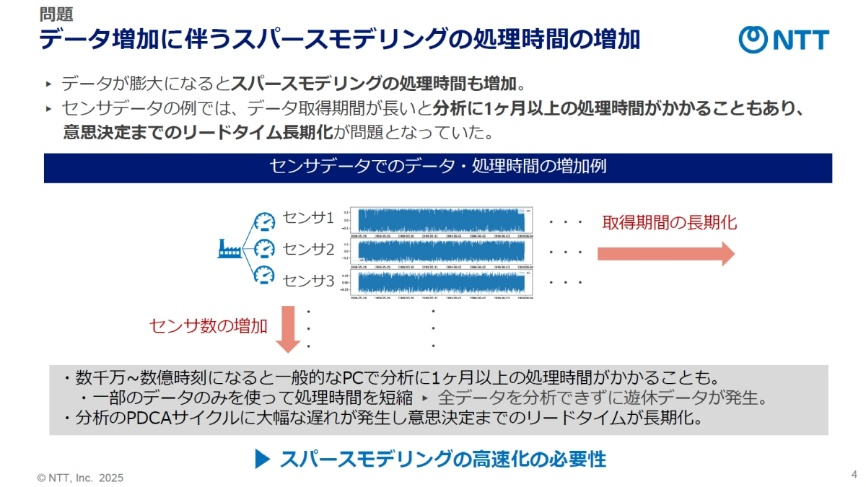 問題
データ増加に伴うスパースモデリングの処理時間の増加
NTT
▸ データが膨大になるとスパースモデリングの処理時間も増加。
▸ センサデータの例では、データ取得期間が長いと分析に1ヶ月以上の処理時間がかかることもあり、
意思決定までのリードタイム長期化が問題となっていた。
センサデータでのデータ・処理時間の増加例
センサ1
・・・
取得期間の長期化
センサ2
・・・
センサ3
・・・
センサ数の増加
・数千万~数億時刻になると一般的なPCで分析に1ヶ月以上の処理時間がかかることも。
・一部のデータのみを使って処理時間を短縮 ▸ 全データを分析できずに遊休データが発生。
・分析のPDCAサイクルに大幅な遅れが発生し意思決定までのリードタイムが長期化。
▶ スパースモデリングの高速化の必要性
© NTT, Inc. 2025
4